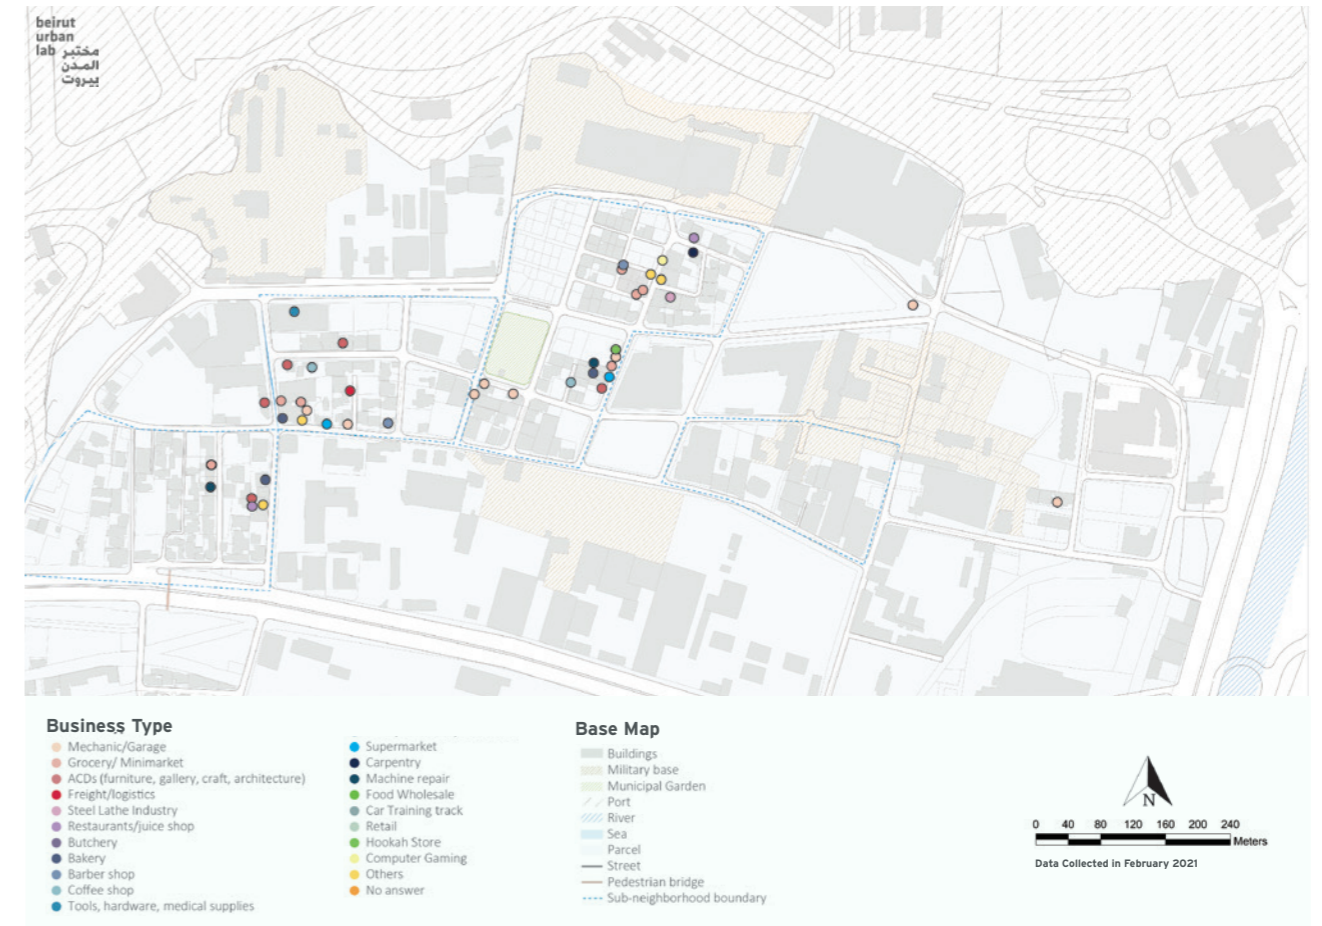 beirut
urban
lab مختبر
المدن
بيروت
Business Type
Mechanic/Garage
Grocery/ Minimarket
ACDs (furniture, gallery, craft, architecture)
Freight/logistics
Steel Lathe Industry
Restaurants/juice shop
Butchery
Bakery
Barber shop
Coffee shop
Tools, hardware, medical supplies
Supermarket
Carpentry
Machine repair
Food Wholesale
Car Training track
Retail
Hookah Store
Computer Gaming
Others
No answer
Base Map
Buildings
Military base
Municipal Garden
Port
River
Sea
Parcel
Street
Pedestrian bridge
Sub-neighborhood boundary
N
0 40 80 120 160 200 240
Meters
Data Collected in February 2021